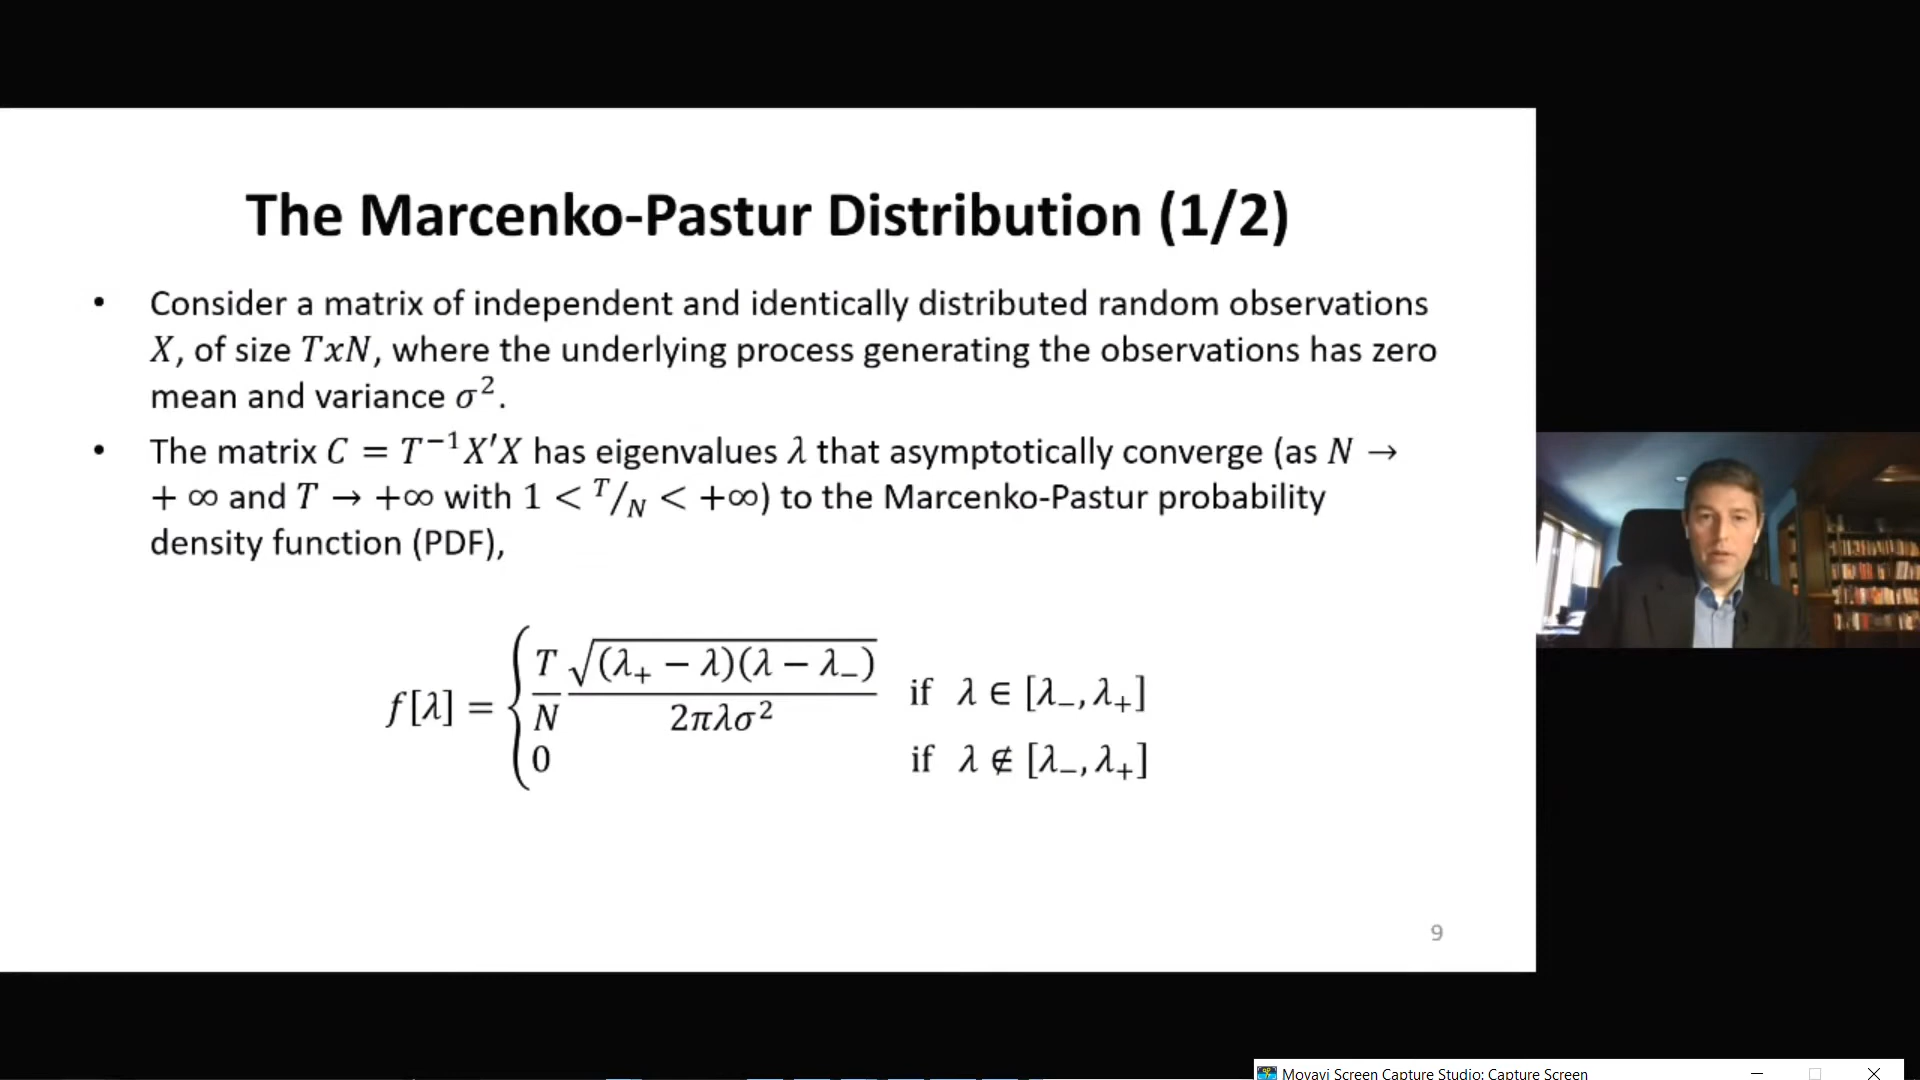 The Marcenko-Pastur Distribution (1/2)
• Consider a matrix of independent and identically distributed random observations
X, of size TxN, where the underlying process generating the observations has zero
mean and variance σ².
• The matrix C = T⁻¹X′X has eigenvalues λ that asymptotically converge (as N →
+ ∞ and T → +∞ with 1 < T/N < +∞) to the Marcenko-Pastur probability
density function (PDF),
f[λ] = { T/N √((λ₊ − λ)(λ − λ₋)) / 2πλσ² if λ ∈ [λ₋, λ₊]
0 if λ ∉ [λ₋, λ₊]
9
Movavi Screen Capture Studio: Capture Screen